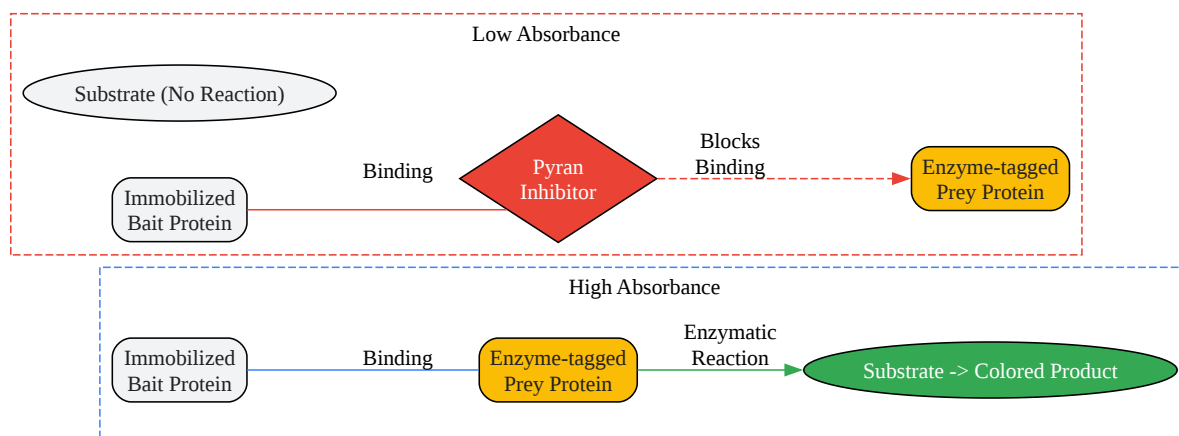 Low Absorbance
Substrate (No Reaction)
Binding
Pyran
Inhibitor
Blocks
Binding
Enzyme-tagged
Prey Protein
Immobilized
Bait Protein
High Absorbance
Immobilized
Bait Protein
Binding
Enzyme-tagged
Prey Protein
Enzymatic
Reaction
Substrate -> Colored Product